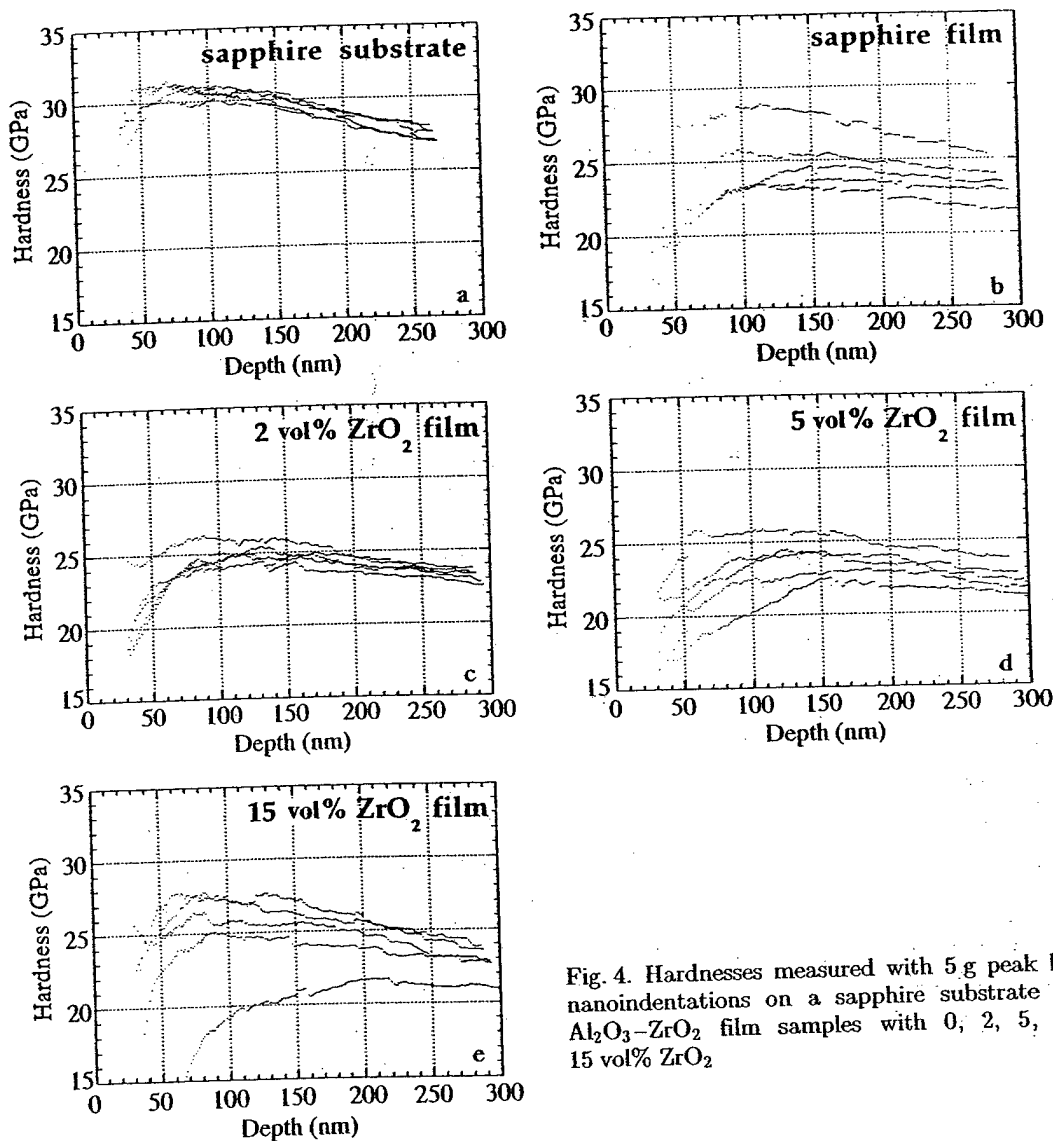 sapphire substrate
35
30
25
20
15
Hardness (GPa)
a
0 50 100 150 200 250 300
Depth (nm)
sapphire film
35
30
25
20
15
Hardness (GPa)
b
0 50 100 150 200 250 300
Depth (nm)
2 vol% ZrO₂ film
35
30
25
20
15
Hardness (GPa)
c
0 50 100 150 200 250 300
Depth (nm)
5 vol% ZrO₂ film
35
30
25
20
15
Hardness (GPa)
d
0 50 100 150 200 250 300
Depth (nm)
15 vol% ZrO₂ film
35
30
25
20
15
Hardness (GPa)
e
0 50 100 150 200 250 300
Depth (nm)
Fig. 4. Hardnesses measured with 5 g peak
nanoindentations on a sapphire substrate
Al₂O₃–ZrO₂ film samples with 0, 2, 5,
15 vol% ZrO₂